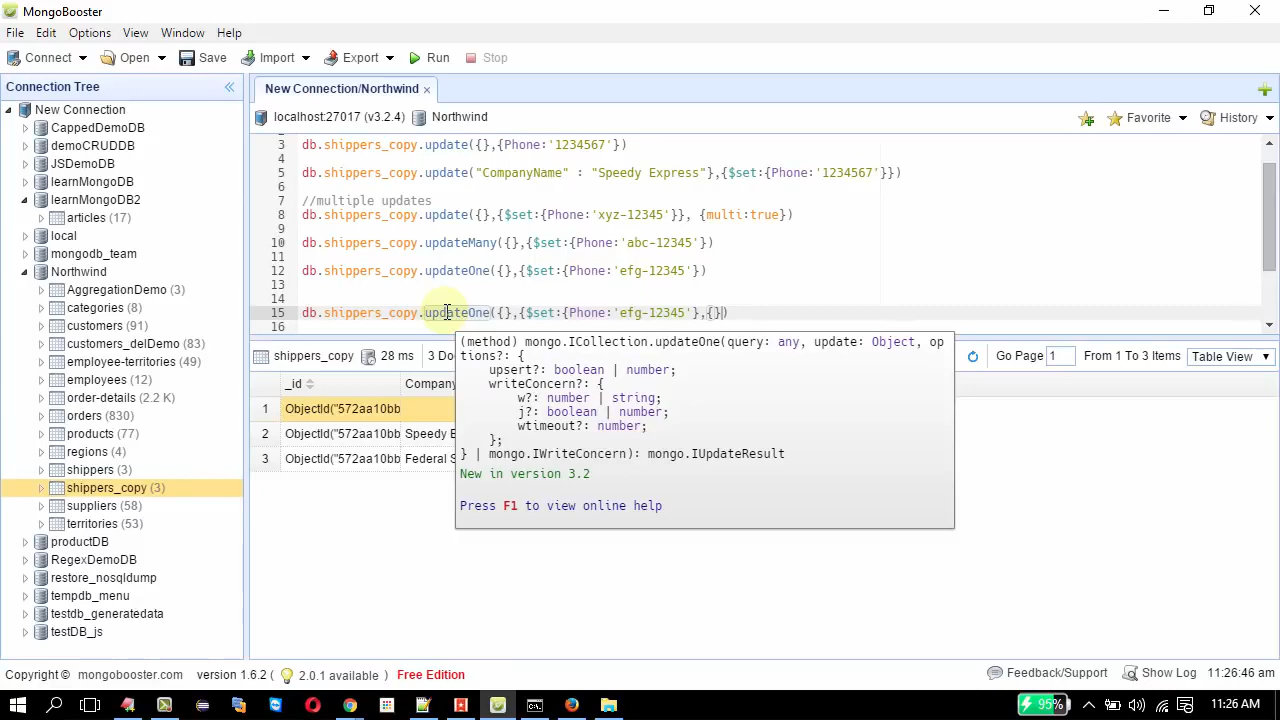 MongoBooster
File Edit Options View Window Help
Connect Open Save Import Export Run Stop
Connection Tree
New Connection
CappedDemoDB
demoCRUDDB
JSDemoDB
learnMongoDB
learnMongoDB2
articles (17)
local
mongodb_team
Northwind
AggregationDemo (3)
categories (8)
customers (91)
customers_delDemo (83)
employee-territories (49)
employees (12)
order-details (2.2 K)
orders (830)
products (77)
regions (4)
shippers (3)
shippers_copy (3)
suppliers (58)
territories (53)
productDB
RegexDemoDB
restore_nosqldump
tempdb_menu
testdb_generatedata
testDB_js
New Connection/Northwind ×
localhost:27017 (v3.2.4) Northwind
Favorite History
3 db.shippers_copy.update({},{Phone:'1234567'})
4
5 db.shippers_copy.update("CompanyName" : "Speedy Express"},{$set:{Phone:'1234567'}})
6
7 //multiple updates
8 db.shippers_copy.update({},{$set:{Phone:'xyz-12345'}}, {multi:true})
9
10 db.shippers_copy.updateMany({},{$set:{Phone:'abc-12345'})
11
12 db.shippers_copy.updateOne({},{$set:{Phone:'efg-12345'})
13
14
15 db.shippers_copy.updateOne({},{$set:{Phone:'efg-12345'},{})
16
(method) mongo.ICollection.updateOne(query: any, update: Object, op
tions?: {
upsert?: boolean | number;
writeConcern?: {
w?: number | string;
j?: boolean | number;
wtimeout?: number;
};
} | mongo.IWriteConcern): mongo.IUpdateResult
New in version 3.2
Press F1 to view online help
shippers_copy 28 ms 3 Do
Go Page 1 From 1 To 3 Items Table View
_id Company
1 ObjectId("572aa10bb
2 ObjectId("572aa10bb Speedy E
3 ObjectId("572aa10bb Federal S
Copyright © mongobooster.com version 1.6.2 ( 2.0.1 available ) Free Edition
Feedback/Support Show Log 11:26:46 am
95% 11:26 AM